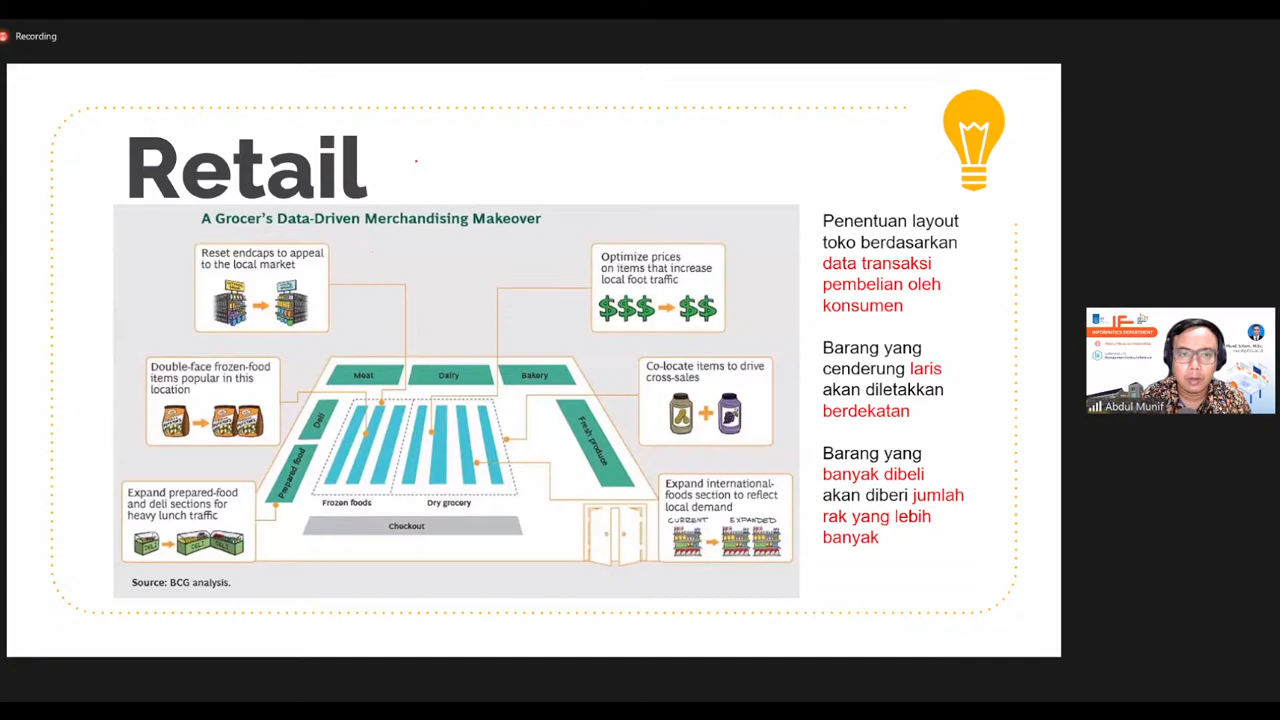 Recording
Retail
A Grocer's Data-Driven Merchandising Makeover
Reset endcaps to appeal
to the local market
Optimize prices
on items that increase
local foot traffic
$$$ $$
Double-face frozen-food
items popular in this
location
Co-locate items to drive
cross-sales
Meat
Dairy
Bakery
Deli
Prepared food
Fresh produce
Frozen foods
Dry grocery
Checkout
Expand prepared-food
and deli sections for
heavy lunch traffic
DELI
DELI
Expand international-
foods section to reflect
local demand
CURRENT EXPANDED
Source: BCG analysis.
Penentuan layout
toko berdasarkan
data transaksi
pembelian oleh
konsumen
Barang yang
cenderung laris
akan diletakkan
berdekatan
Barang yang
banyak dibeli
akan diberi jumlah
rak yang lebih
banyak
IF
INFORMATICS DEPARTMENT
Abdul Munif